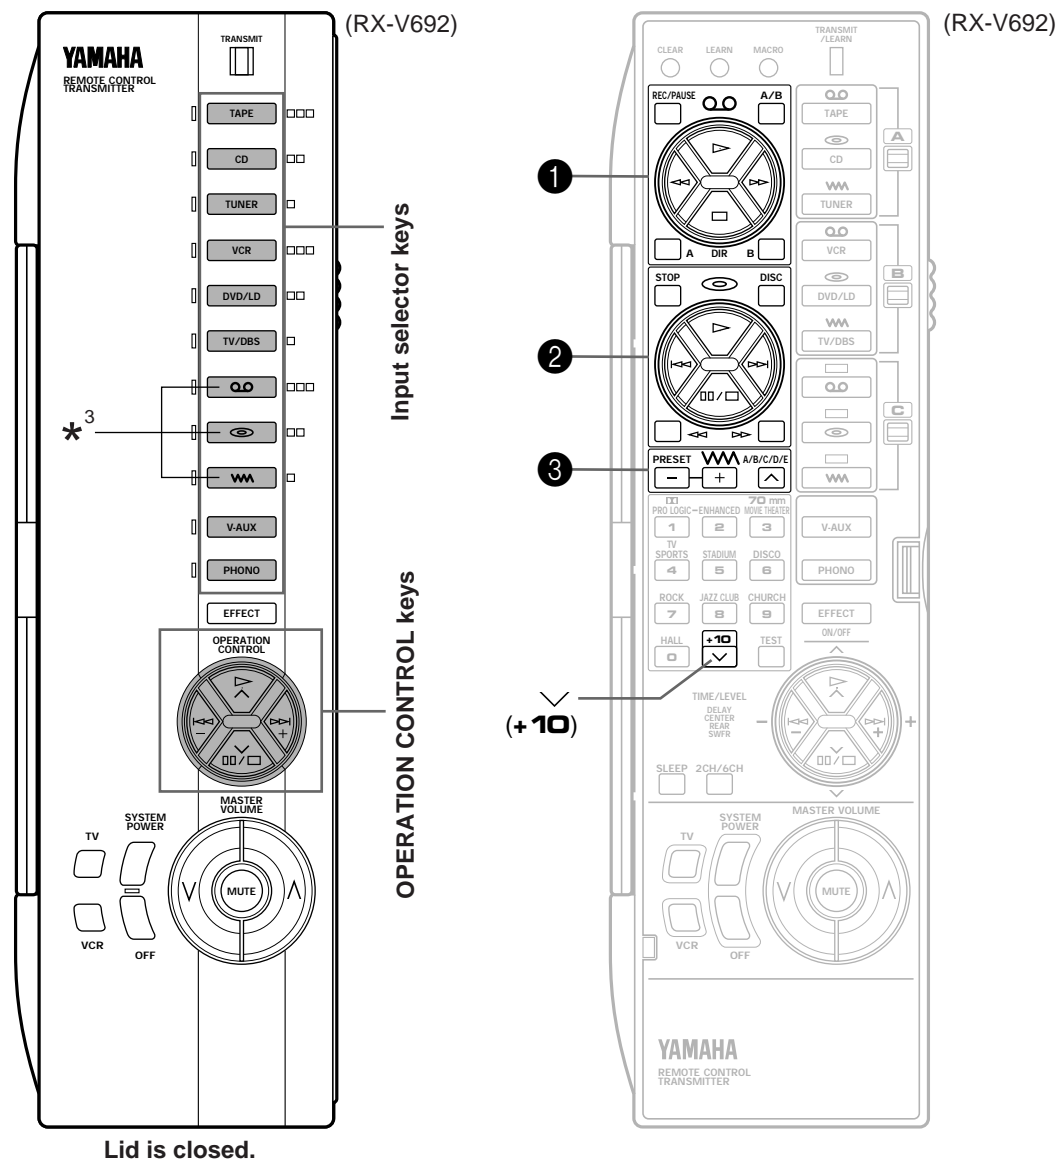 (RX-V692)
TRANSMIT
YAMAHA
REMOTE CONTROL
TRANSMITTER
TAPE
CD
TUNER
VCR
DVD/LD
TV/DBS
*3
V-AUX
PHONO
EFFECT
OPERATION
CONTROL
– +
MASTER
VOLUME
SYSTEM
POWER
TV
MUTE
VCR
OFF
Input selector keys
OPERATION CONTROL keys
Lid is closed.
(RX-V692)
TRANSMIT
/LEARN
CLEAR LEARN MACRO
REC/PAUSE A/B
TAPE
A
CD
1
TUNER
A DIR B
VCR
STOP DISC
B
DVD/LD
TV/DBS
2
C
3
PRESET A/B/C/D/E
– +
PRO LOGIC – ENHANCED 70 mm MOVIE THEATER
1 2 3
V-AUX
TV
SPORTS STADIUM DISCO
4 5 6
PHONO
ROCK JAZZ CLUB CHURCH
7 8 9
EFFECT
ON/OFF
HALL +10 TEST
0
(+10)
TIME/LEVEL
DELAY
CENTER
REAR
SWFR
– +
– +
SLEEP 2CH/6CH
MASTER VOLUME
SYSTEM
POWER
TV
MUTE
VCR
OFF
YAMAHA
REMOTE CONTROL
TRANSMITTER